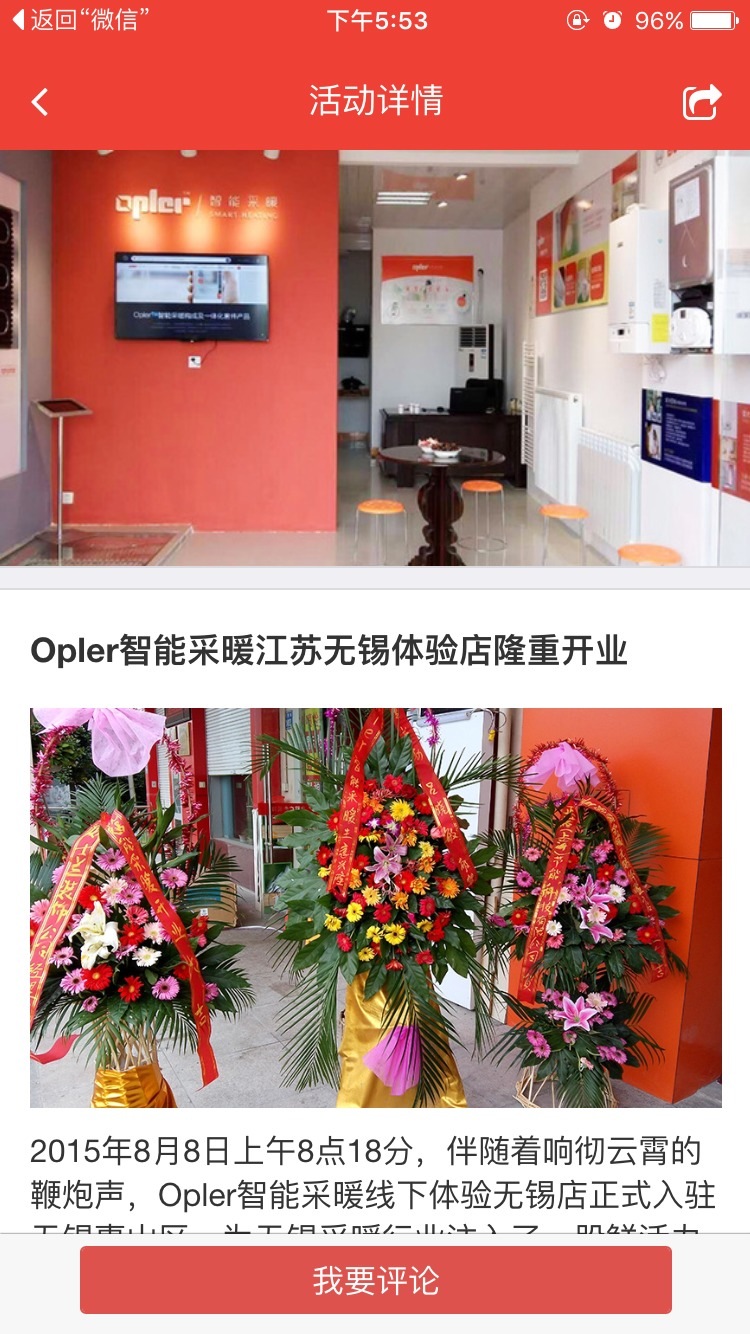 返回“微信”
下午5:53
96%
活动详情
opler
智能采暖
SMART HEATING
Opler智能采暖江苏无锡体验店隆重开业
2015年8月8日上午8点18分，伴随着响彻云霄的
鞭炮声，Opler智能采暖线下体验无锡店正式入驻
我要评论